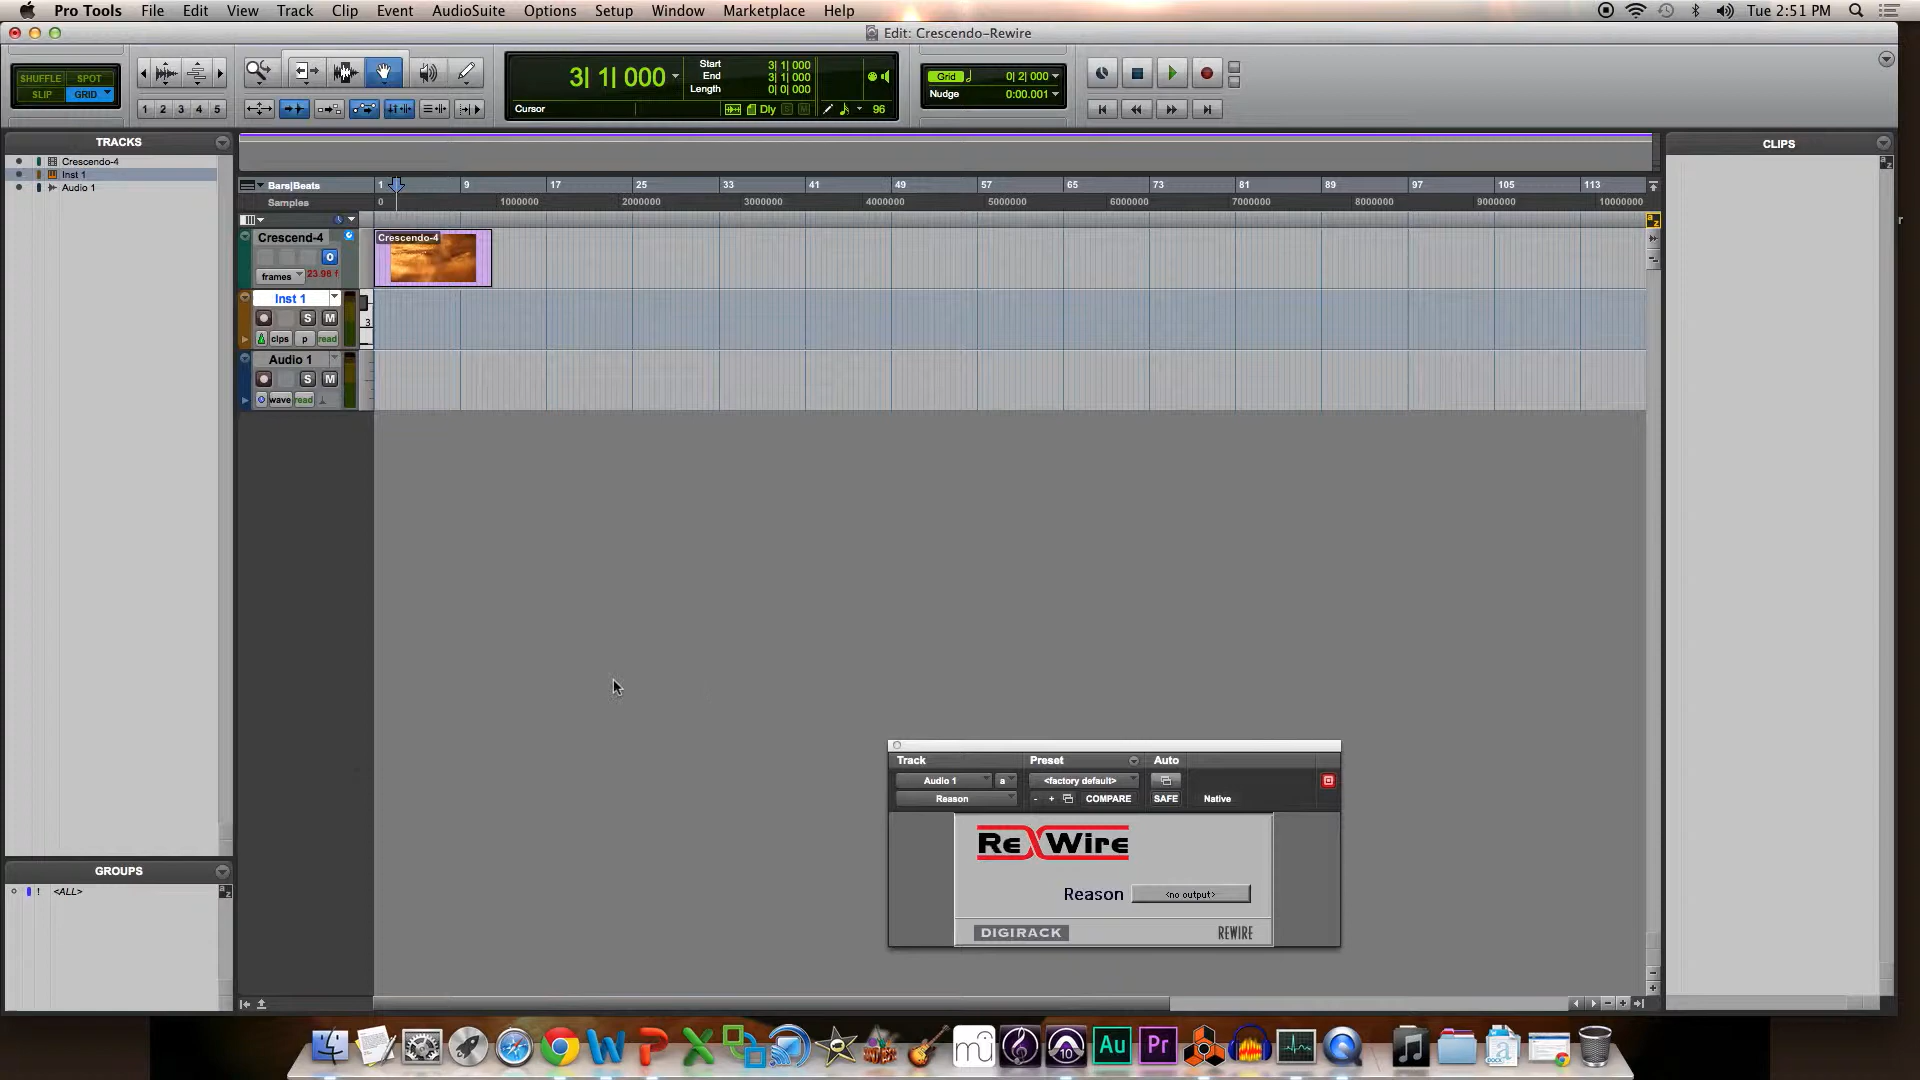 Pro Tools File Edit View Track Clip Event AudioSuite Options Setup Window Marketplace Help Tue 2:51 PM
Edit: Crescendo-Rewire
SHUFFLE SPOT
SLIP GRID
1 2 3 4 5
3| 1| 000
Start 3| 1| 000
End 3| 1| 000
Length 0| 0| 000
Cursor Dly S M 96
Grid 0| 2| 000
Nudge 0:00.001
TRACKS
Crescendo-4
Inst 1
Audio 1
CLIPS
Bars|Beats 1 9 17 25 33 41 49 57 65 73 81 89 97 105 113
Samples 0 1000000 2000000 3000000 4000000 5000000 6000000 7000000 8000000 9000000 10000000
Crescend-4
O
frames 23.98 f
Crescendo-4
Inst 1
S M
clps p read
3
Audio 1
S M
wave read
Track Preset Auto
Audio 1 a <factory default>
Reason - + COMPARE SAFE Native
ReWire
Reason <no output>
DIGIRACK REWIRE
GROUPS
! <ALL>
a z
10
Au
Pr